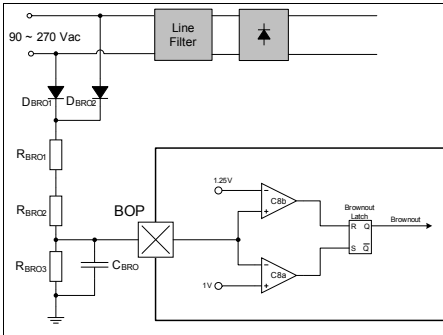 90 ~ 270 Vac
Line
Filter
DBRO1
DBRO2
RBRO1
RBRO2
BOP
RBRO3
CBRO
1.25V
C8b
1V
C8a
Brownout
Latch
R Q
S Q̅
Brownout